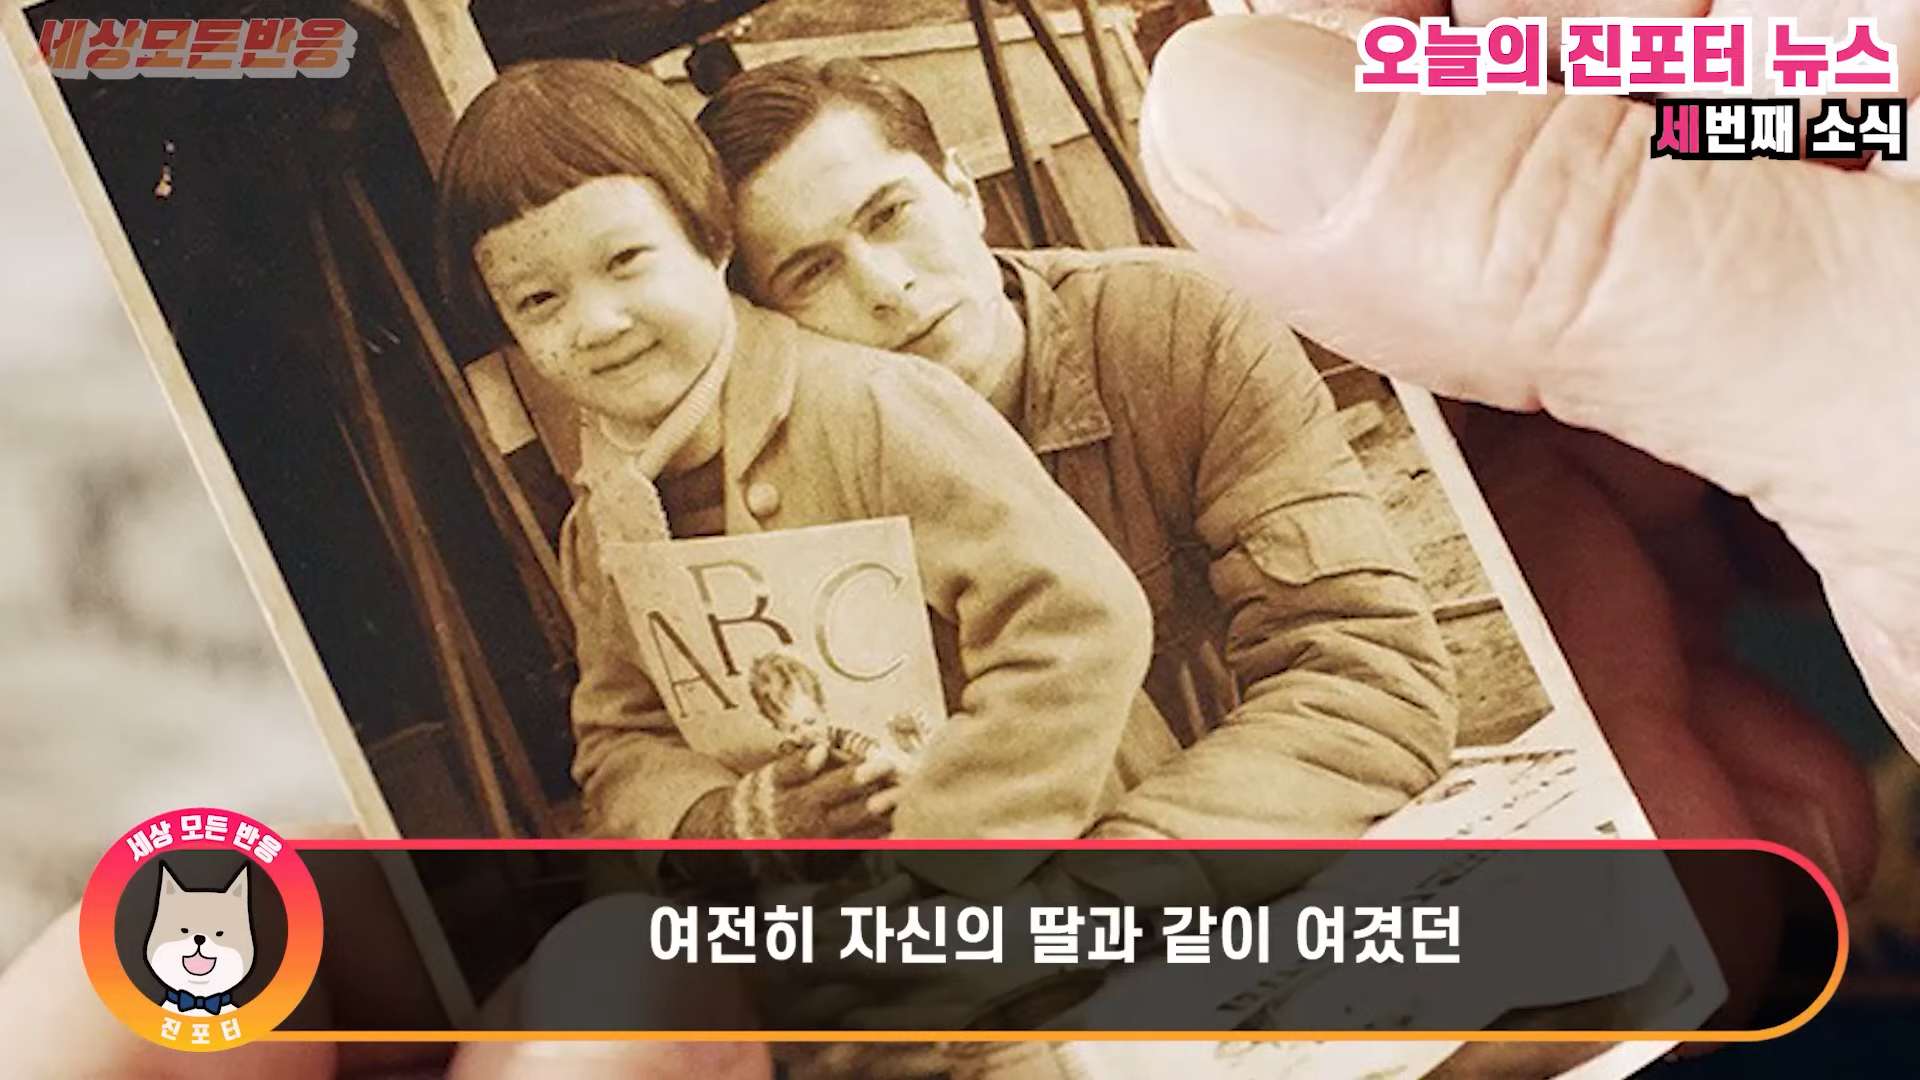 세상모든반응
오늘의 진포터 뉴스
세번째 소식
ABC
세상 모든 반응
여전히 자신의 딸과 같이 여겼던
진포터